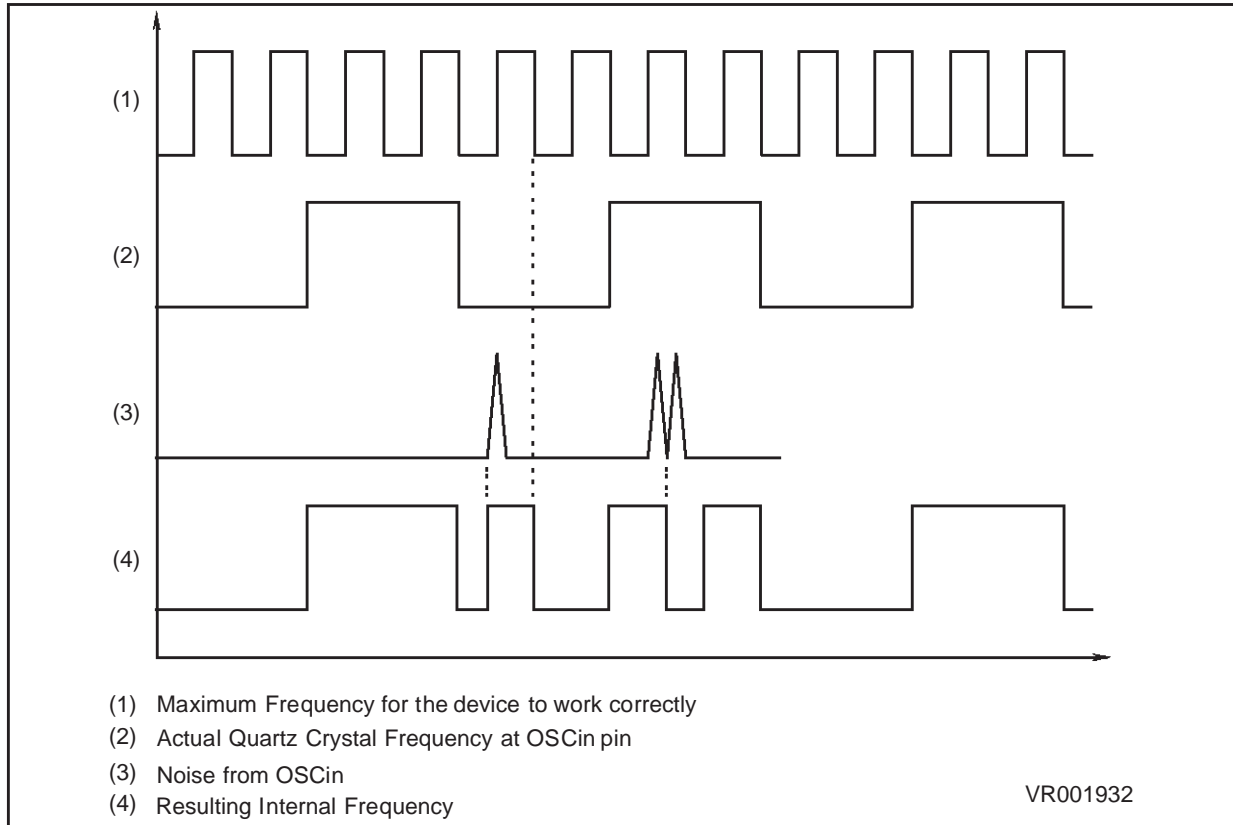 (1)
(2)
(3)
(4)
(1) Maximum Frequency for the device to work correctly
(2) Actual Quartz Crystal Frequency at OSCin pin
(3) Noise from OSCin
(4) Resulting Internal Frequency
VR001932